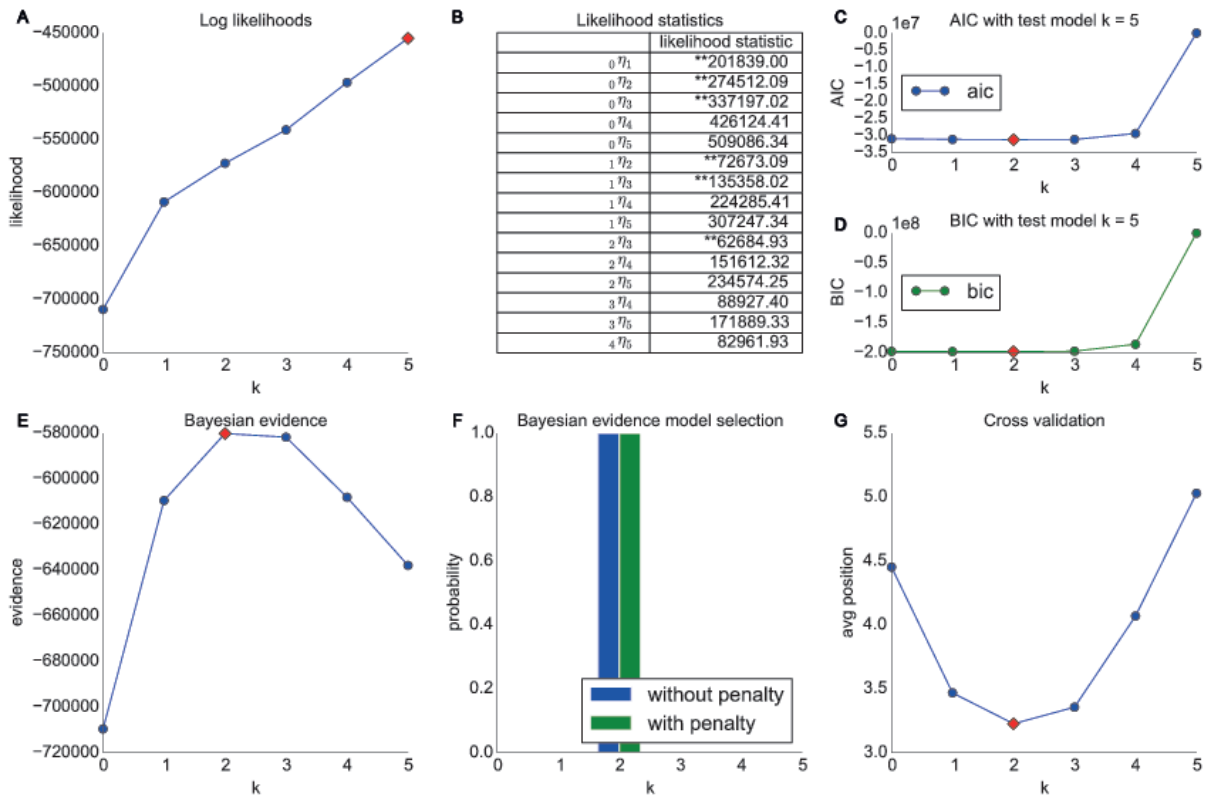 A
Log likelihoods
−450000
−500000
−550000
−600000
−650000
−700000
−750000
likelihood
0 1 2 3 4 5
k
B
Likelihood statistics
likelihood statistic
₀η₁ **201839.00
₀η₂ **274512.09
₀η₃ **337197.02
₀η₄ 426124.41
₀η₅ 509086.34
₁η₂ **72673.09
₁η₃ **135358.02
₁η₄ 224285.41
₁η₅ 307247.34
₂η₃ **62684.93
₂η₄ 151612.32
₂η₅ 234574.25
₃η₄ 88927.40
₃η₅ 171889.33
₄η₅ 82961.93
C
AIC with test model k = 5
1e7
0.0
−0.5
−1.0
−1.5
−2.0
−2.5
−3.0
−3.5
AIC
aic
0 1 2 3 4 5
k
D
BIC with test model k = 5
1e8
0.0
−0.5
−1.0
−1.5
−2.0
BIC
bic
0 1 2 3 4 5
k
E
Bayesian evidence
−580000
−600000
−620000
−640000
−660000
−680000
−700000
−720000
evidence
0 1 2 3 4 5
k
F
Bayesian evidence model selection
1.0
0.8
0.6
0.4
0.2
0.0
probability
without penalty
with penalty
0 1 2 3 4 5
k
G
Cross validation
5.5
5.0
4.5
4.0
3.5
3.0
avg position
0 1 2 3 4 5
k